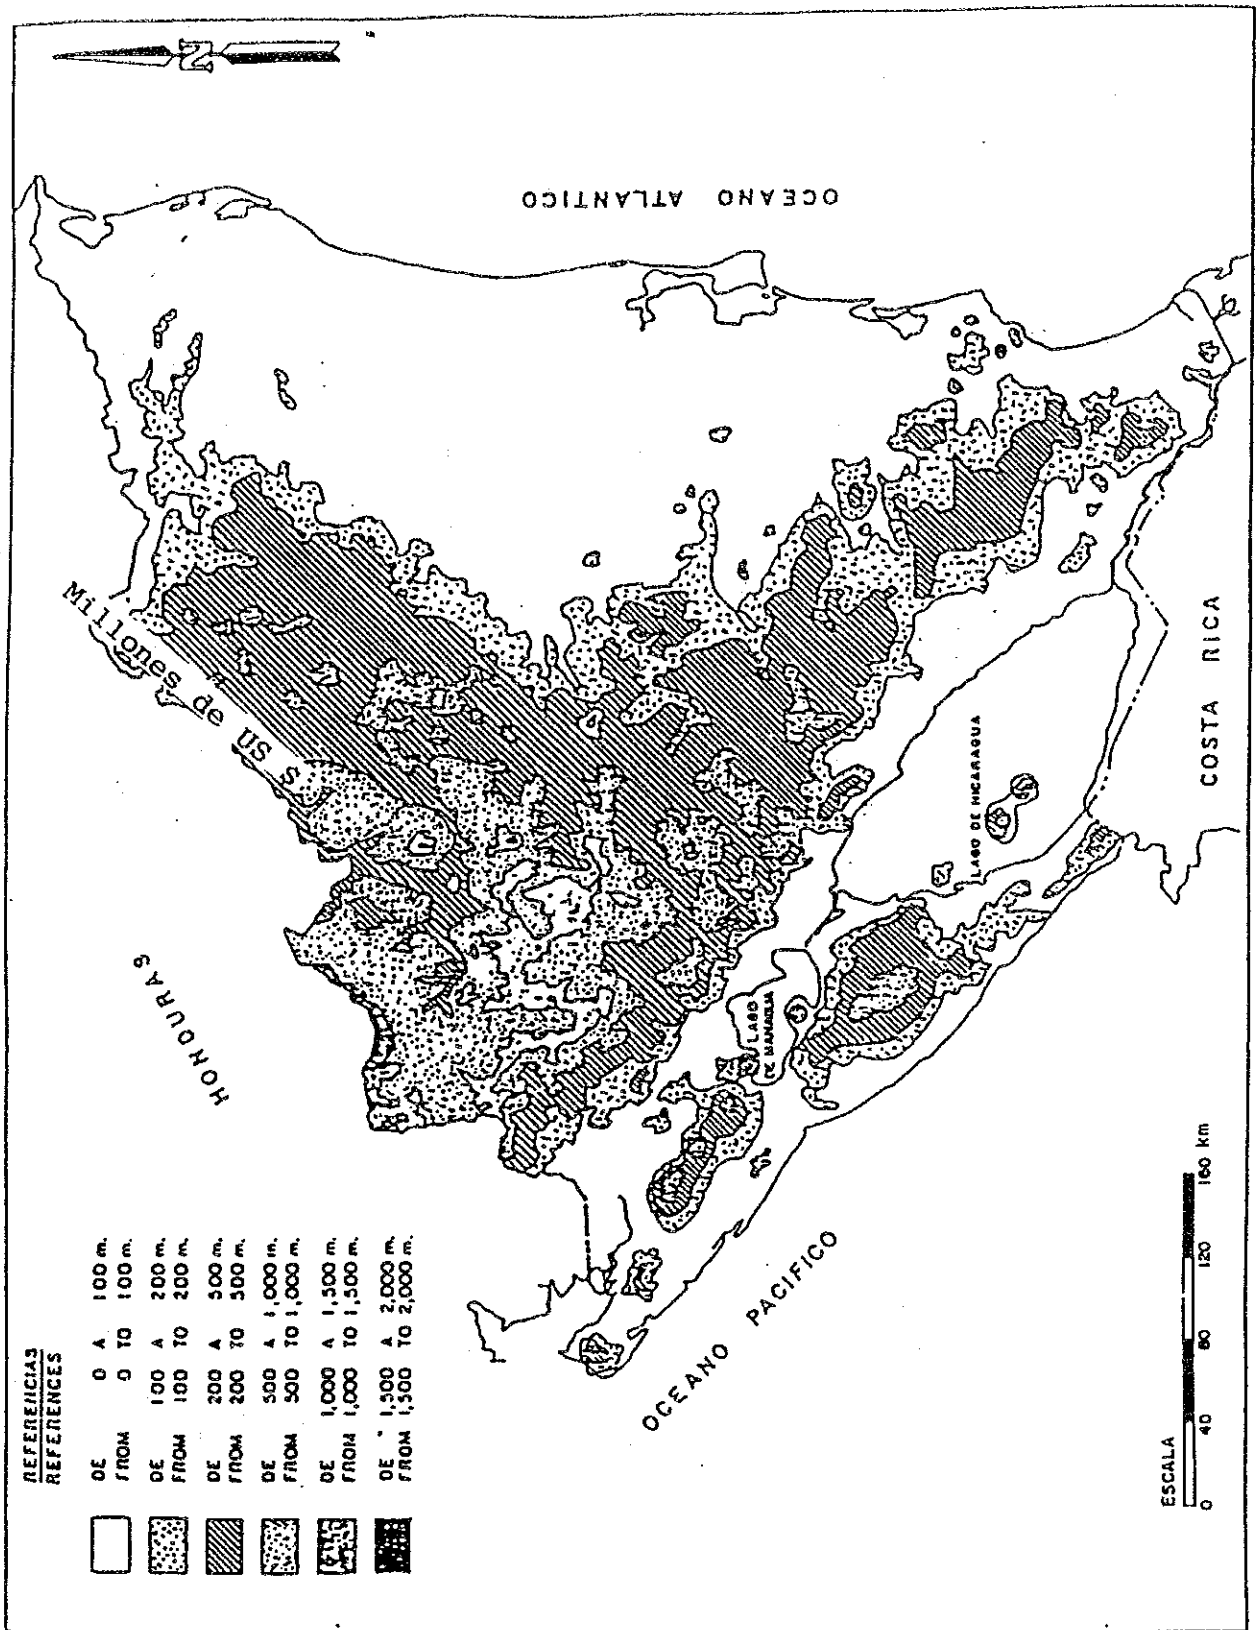 N
OCEANO ATLANTICO
Millones de US $
HONDURAS
LAGO DE NICARAGUA
COSTA RICA
LAGO
DE MANAGUA
OCEANO PACIFICO
REFERENCIAS
REFERENCES
DE 0 A 100 m.
FROM 0 TO 100 m.
DE 100 A 200 m.
FROM 100 TO 200 m.
DE 200 A 500 m.
FROM 200 TO 500 m.
DE 500 A 1,000 m.
FROM 500 TO 1,000 m.
DE 1,000 A 1,500 m.
FROM 1,000 TO 1,500 m.
DE 1,500 A 2,000 m.
FROM 1,500 TO 2,000 m.
ESCALA
0 40 80 120 160 km